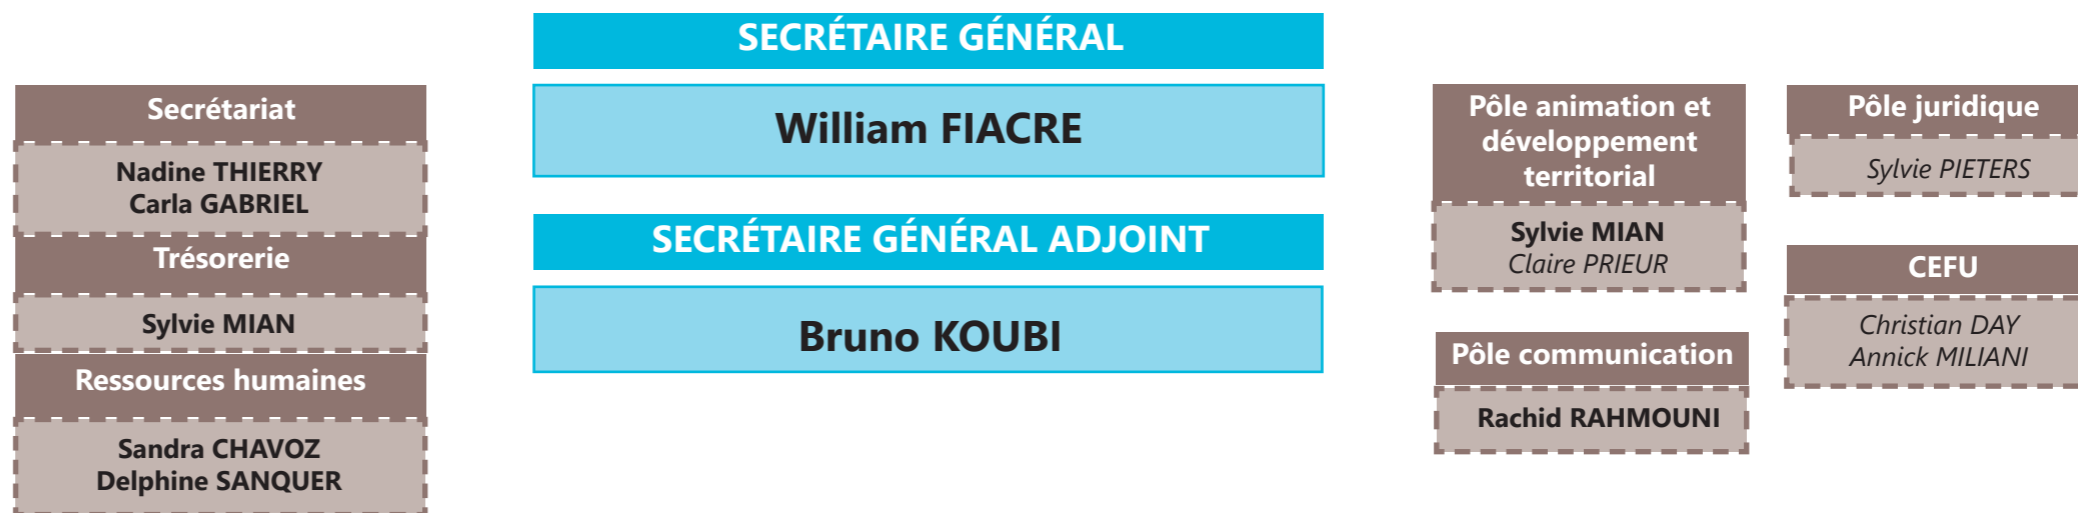 SECRÉTAIRE GÉNÉRAL
William FIACRE
SECRÉTAIRE GÉNÉRAL ADJOINT
Bruno KOUBI
Secrétariat
Nadine THIERRY
Carla GABRIEL
Trésorerie
Sylvie MIAN
Ressources humaines
Sandra CHAVOZ
Delphine SANQUER
Pôle animation et
développement
territorial
Sylvie MIAN
Claire PRIEUR
Pôle communication
Rachid RAHMOUNI
Pôle juridique
Sylvie PIETERS
CEFU
Christian DAY
Annick MILIANI